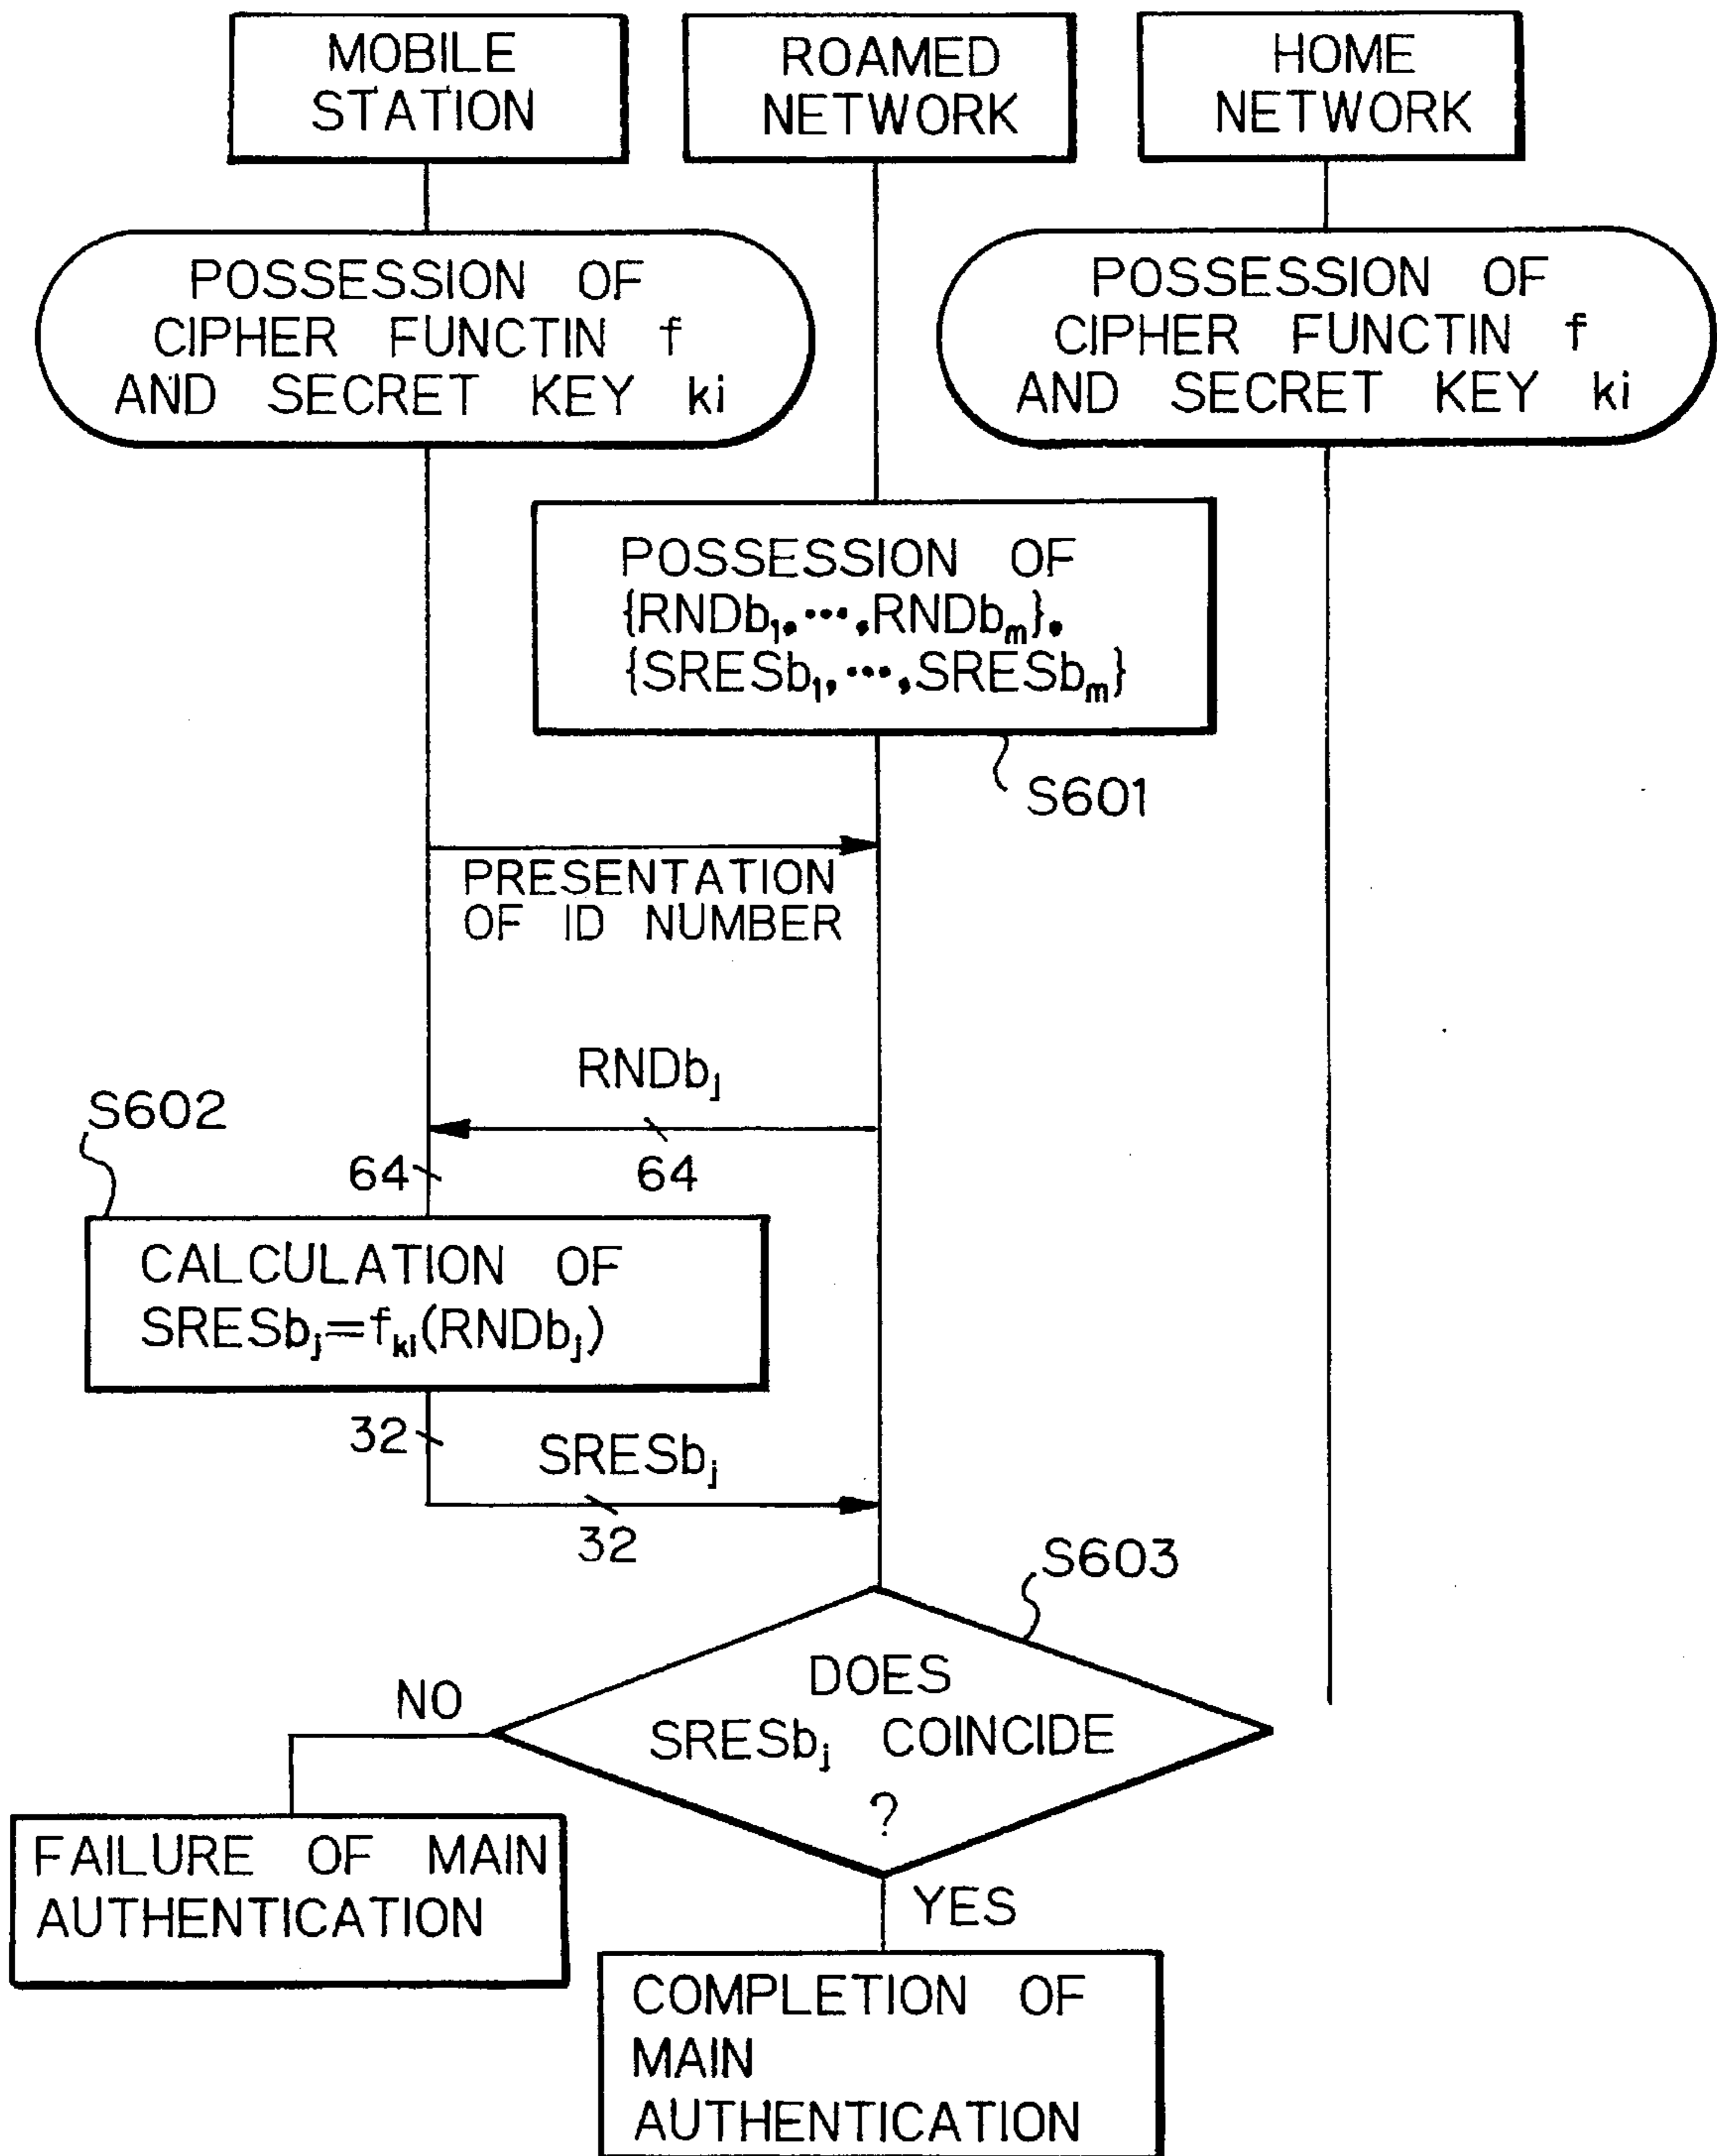 MOBILE
STATION
ROAMED
NETWORK
HOME
NETWORK
POSSESSION OF
CIPHER FUNCTIN f
AND SECRET KEY ki
POSSESSION OF
CIPHER FUNCTIN f
AND SECRET KEY ki
POSSESSION OF
{RNDb₁,···,RNDbₘ},
{SRESb₁,···,SRESbₘ}
S601
PRESENTATION
OF ID NUMBER
RNDbⱼ
S602
64
64
CALCULATION OF
SRESbⱼ=fₖᵢ(RNDbⱼ)
32
SRESbⱼ
32
S603
DOES
SRESbⱼ COINCIDE
?
NO
FAILURE OF MAIN
AUTHENTICATION
YES
COMPLETION OF
MAIN
AUTHENTICATION